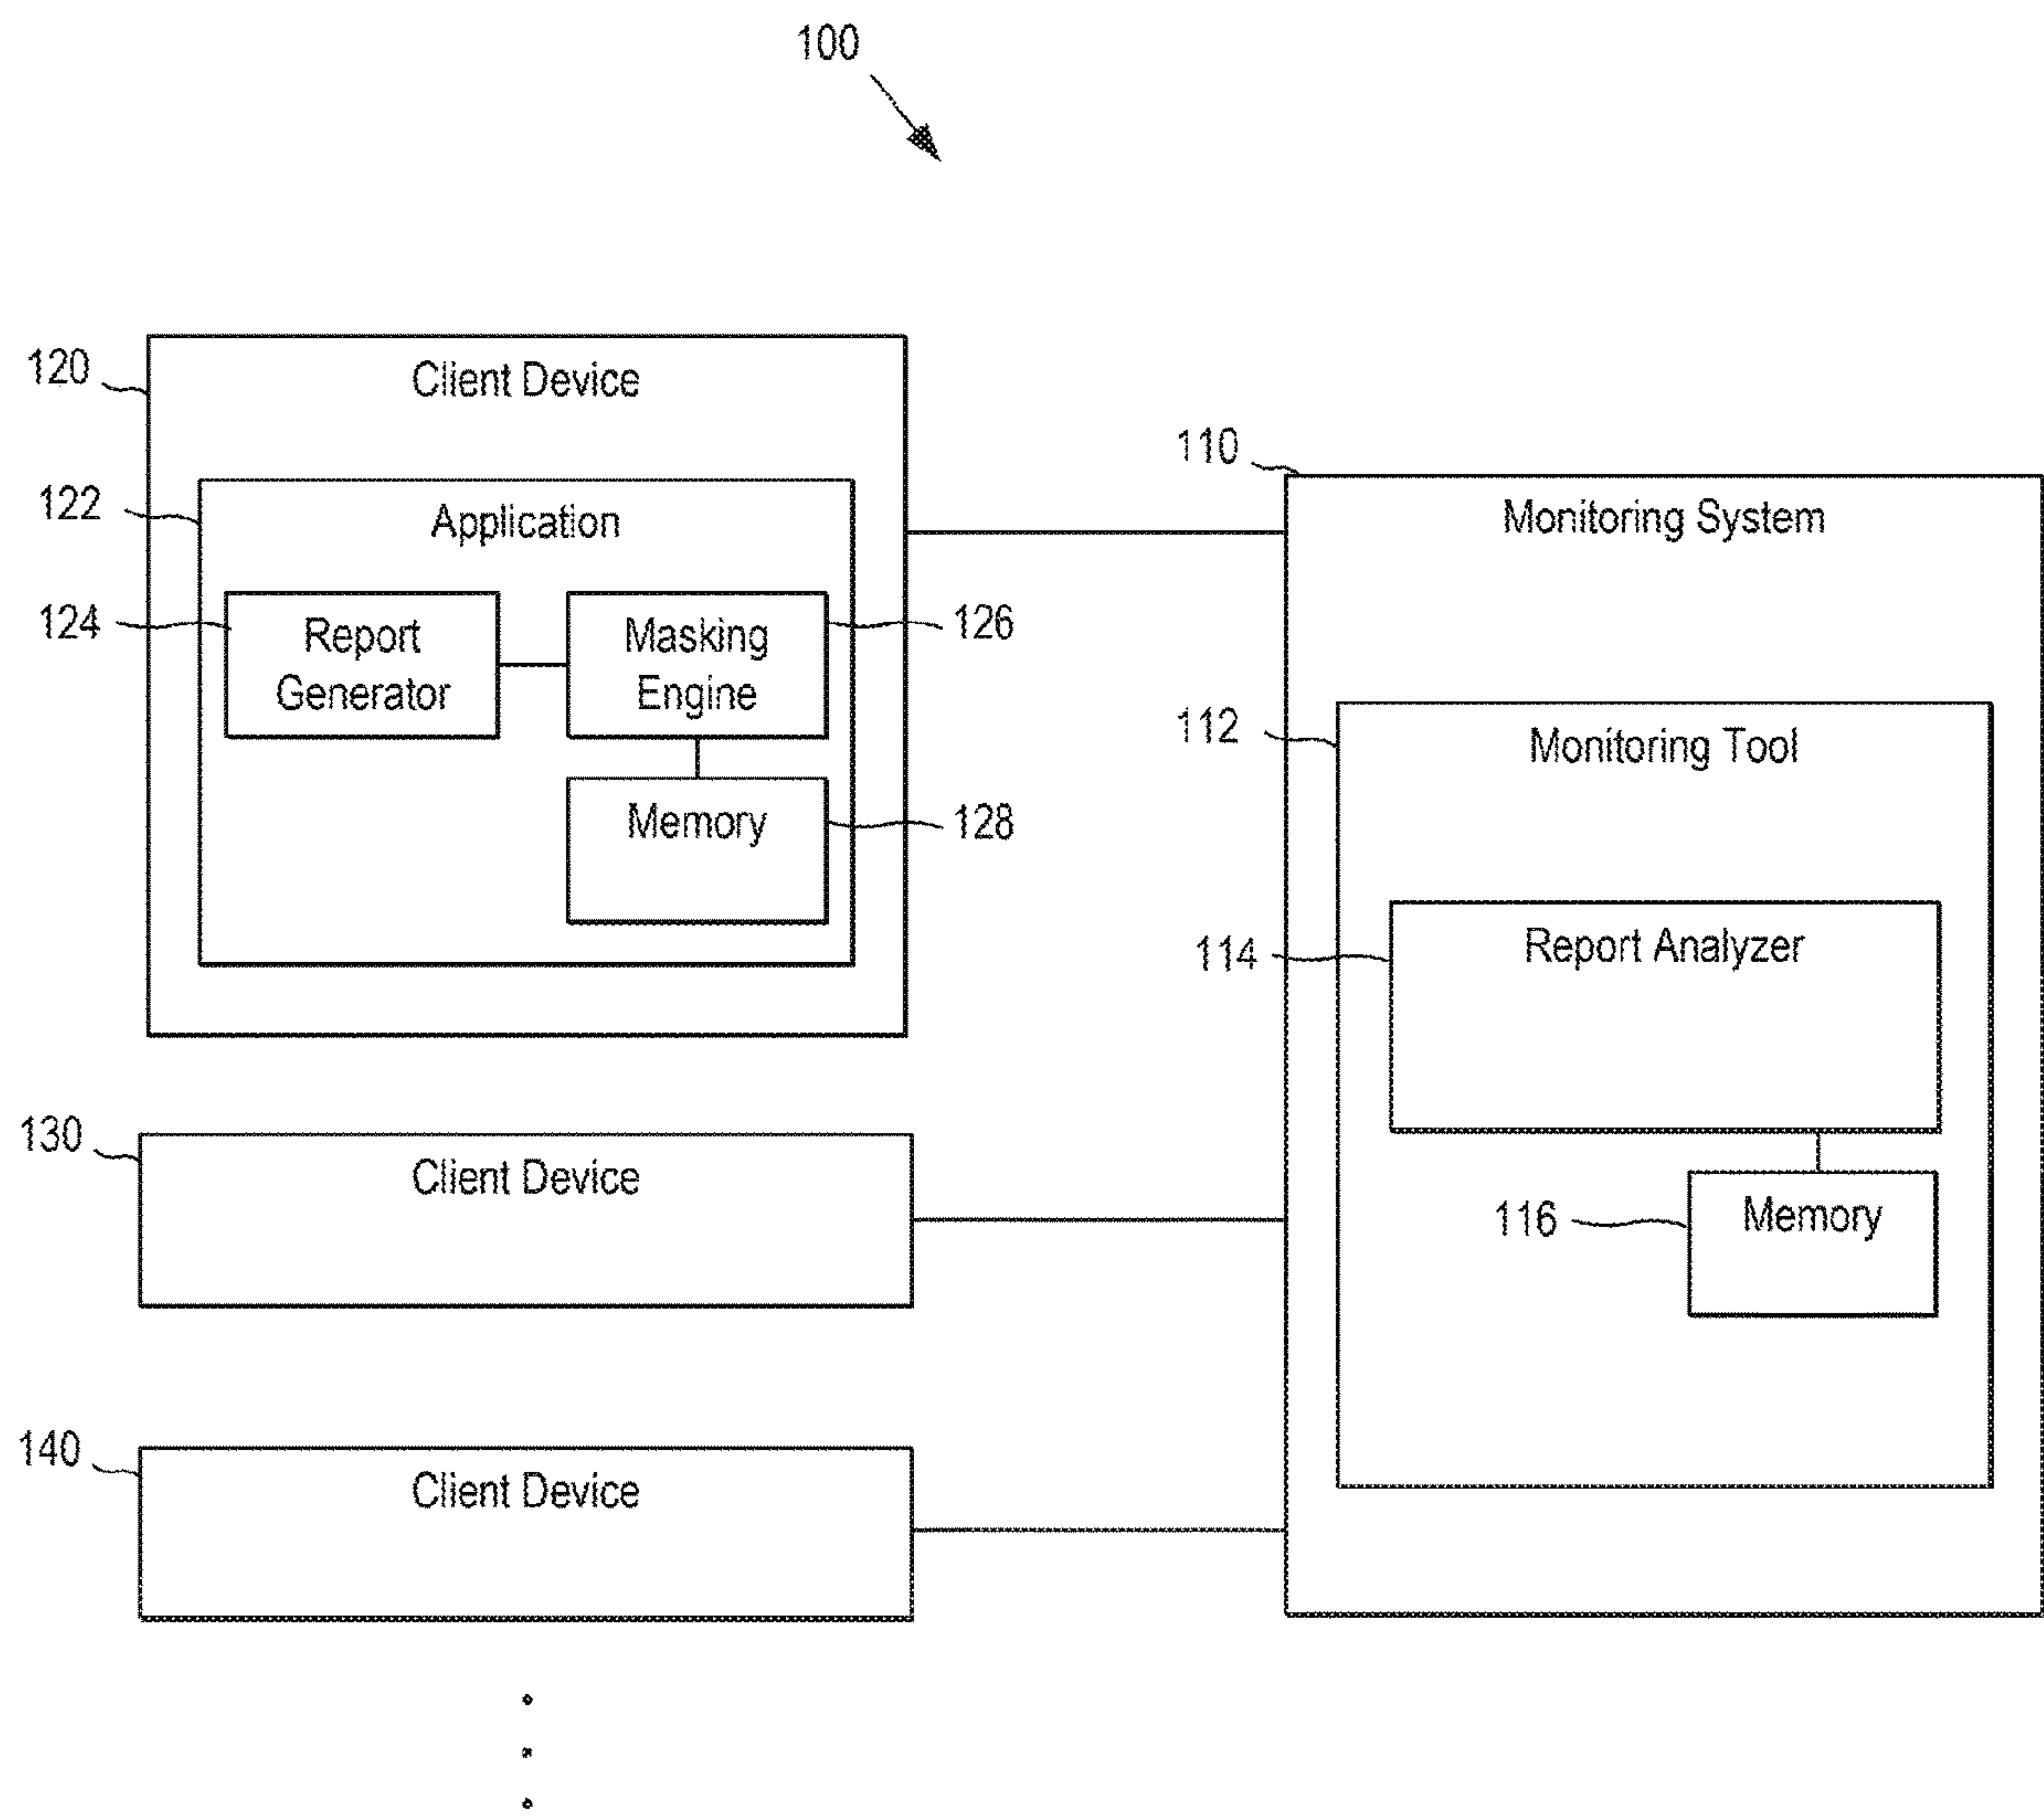 100
120
Client Device
122
Application
124
Report
Generator
Masking
Engine
126
Memory
128
110
Monitoring System
112
Monitoring Tool
114
Report Analyzer
116
Memory
130
Client Device
140
Client Device